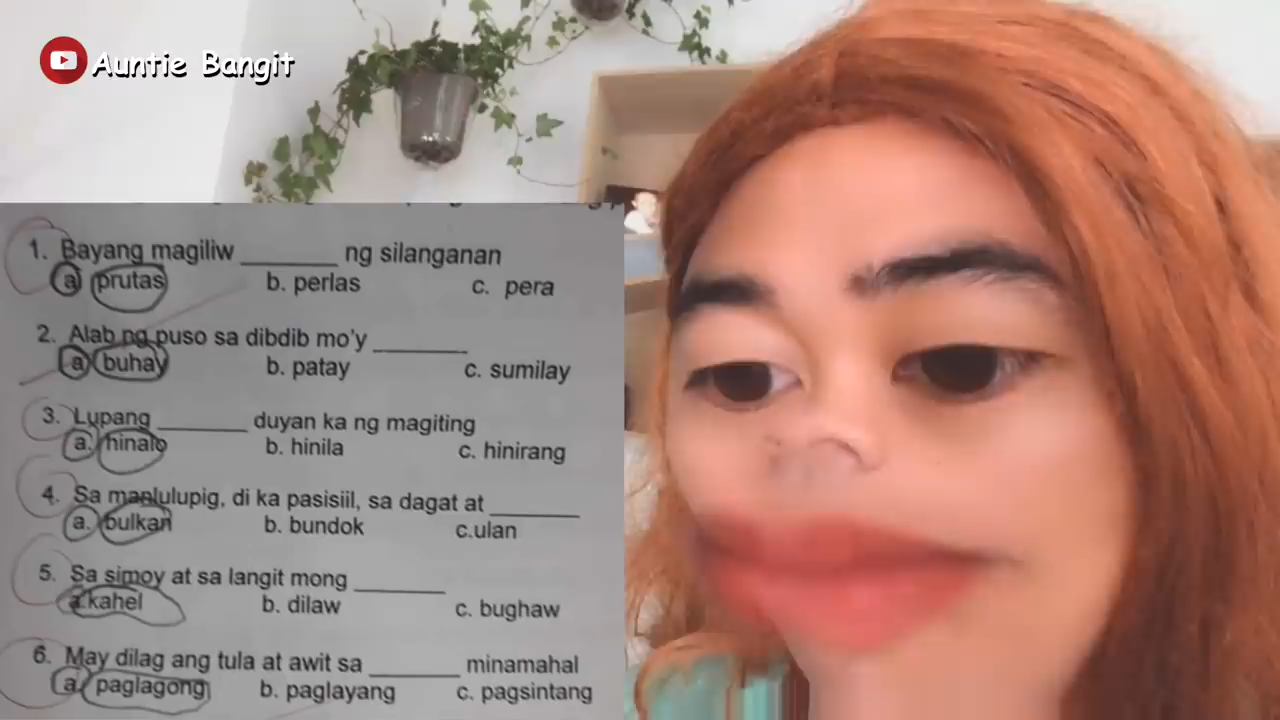 Auntie Bangit
1. Bayang magiliw ________ ng silanganan
a prutas b. perlas c. pera
2. Alab ng puso sa dibdib mo'y ________
a buhay b. patay c. sumilay
3. Lupang ________ duyan ka ng magiting
a. hinalo b. hinila c. hinirang
4. Sa manlulupig, di ka pasisiil, sa dagat at ________
a. bulkan b. bundok c.ulan
5. Sa simoy at sa langit mong ________
a.kahel b. dilaw c. bughaw
6. May dilag ang tula at awit sa ________ minamahal
a. paglagong b. paglayang c. pagsintang